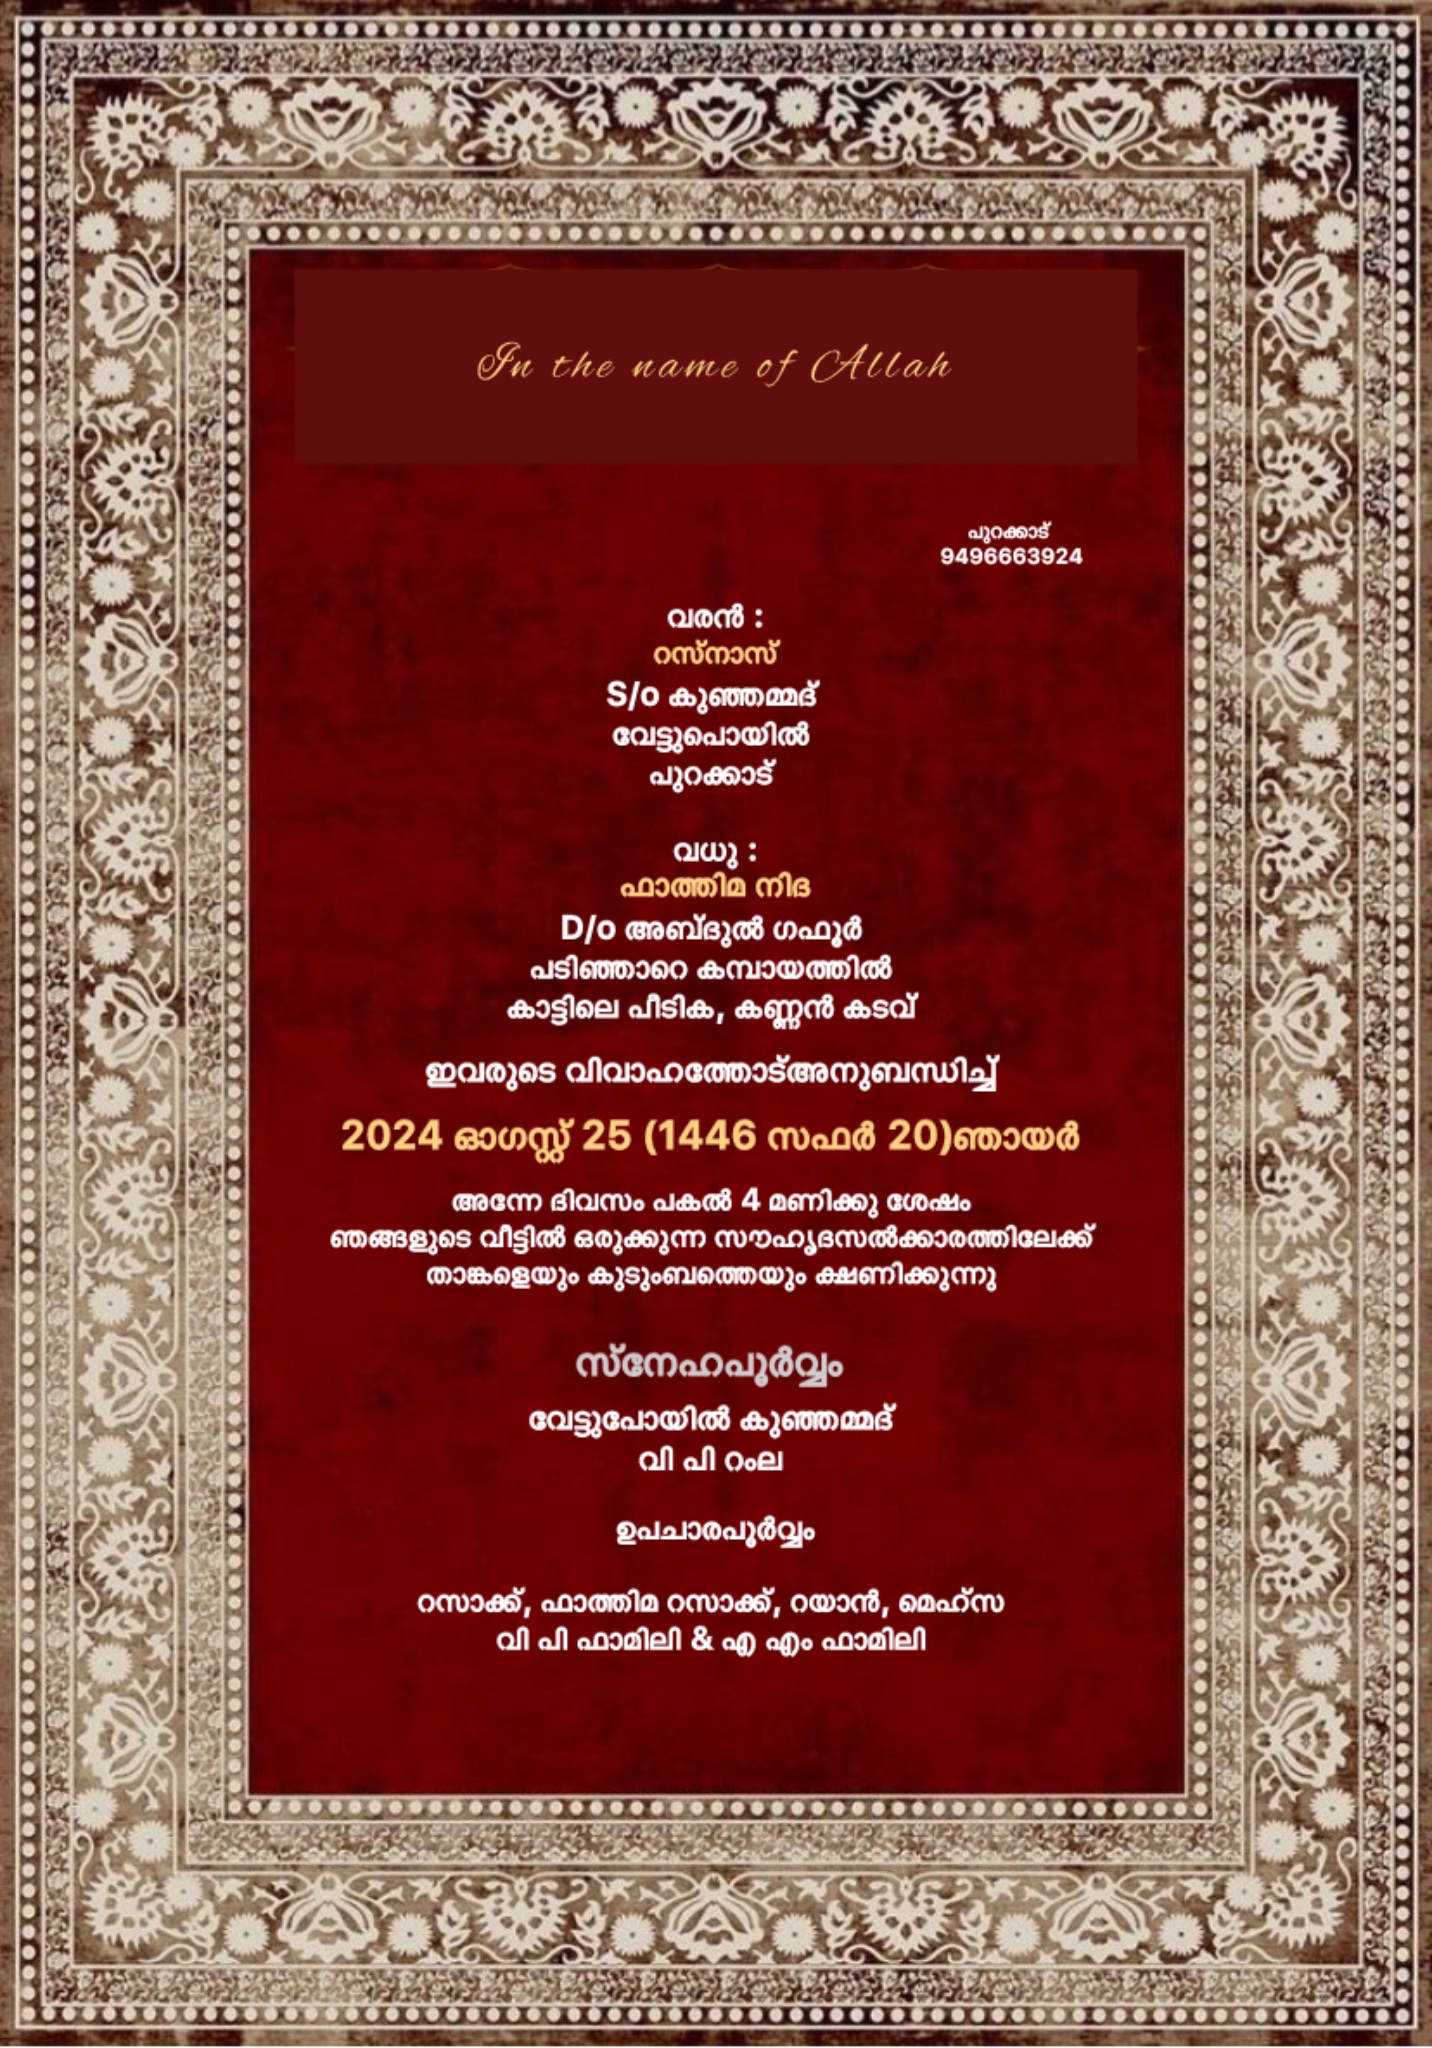 In the name of Allah
പുറക്കാട്
9496663924
വരൻ :
റസ്നാസ്
S/o കുഞ്ഞമ്മദ്
വേട്ടുപൊയിൽ
പുറക്കാട്
വധു :
ഫാത്തിമ നിദ
D/o അബ്ദുൽ ഗഫൂർ
പടിഞ്ഞാറെ കമ്പായത്തിൽ
കാട്ടിലെ പീടിക, കണ്ണൻ കടവ്
ഇവരുടെ വിവാഹത്തോട്അനുബന്ധിച്ച്
2024 ഓഗസ്റ്റ് 25 (1446 സഫർ 20)ഞായർ
അന്നേ ദിവസം പകൽ 4 മണിക്കു ശേഷം
ഞങ്ങളുടെ വീട്ടിൽ ഒരുക്കുന്ന സൗഹൃദസൽക്കാരത്തിലേക്ക്
താങ്കളെയും കുടുംബത്തെയും ക്ഷണിക്കുന്നു
സ്നേഹപൂർവ്വം
വേട്ടുപോയിൽ കുഞ്ഞമ്മദ്
വി പി റംല
ഉപചാരപൂർവ്വം
റസാക്ക്, ഫാത്തിമ റസാക്ക്, റയാൻ, മെഹ്സ
വി പി ഫാമിലി & എ എം ഫാമിലി